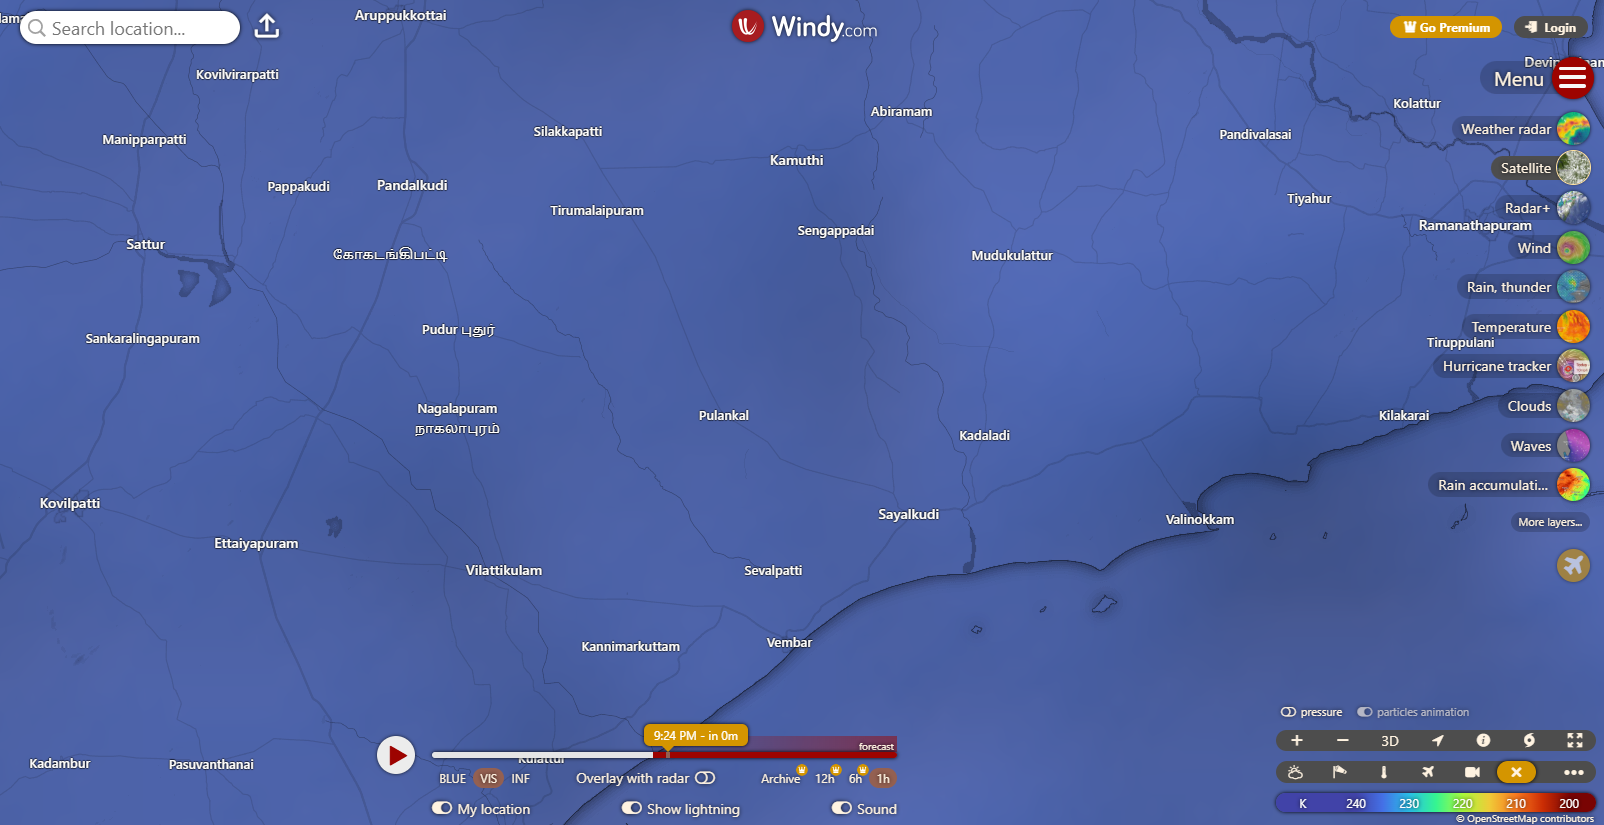 Search location...
Windy.com
Go Premium
Login
Menu
Aruppukkottai
Kovilvirarpatti
Kolattur
Abiramam
Weather radar
Silakkapatti
Pandivalasai
Manipparpatti
Kamuthi
Satellite
Pappakudi
Pandalkudi
Tiyahur
Tirumalaipuram
Radar+
Ramanathapuram
Sengappadai
Sattur
Wind
கோகடங்கிபட்டி
Mudukulattur
Rain, thunder
Pudur புதுர்
Temperature
Sankaralingapuram
Tiruppulani
Hurricane tracker
Clouds
Nagalapuram
நாகலாபுரம்
Pulankal
Kilakarai
Kadaladi
Waves
Rain accumulati...
Kovilpatti
Sayalkudi
Valinokkam
More layers...
Ettaiyapuram
Vilattikulam
Sevalpatti
Vembar
Kannimarkuttam
pressure
particles animation
9:24 PM - in 0m
forecast
3D
Kadambur
Pasuvanthanai
Kulattur
BLUE
VIS
INF
Overlay with radar
Archive
12h
6h
1h
My location
Show lightning
Sound
K 240 230 220 210 200
© OpenStreetMap contributors